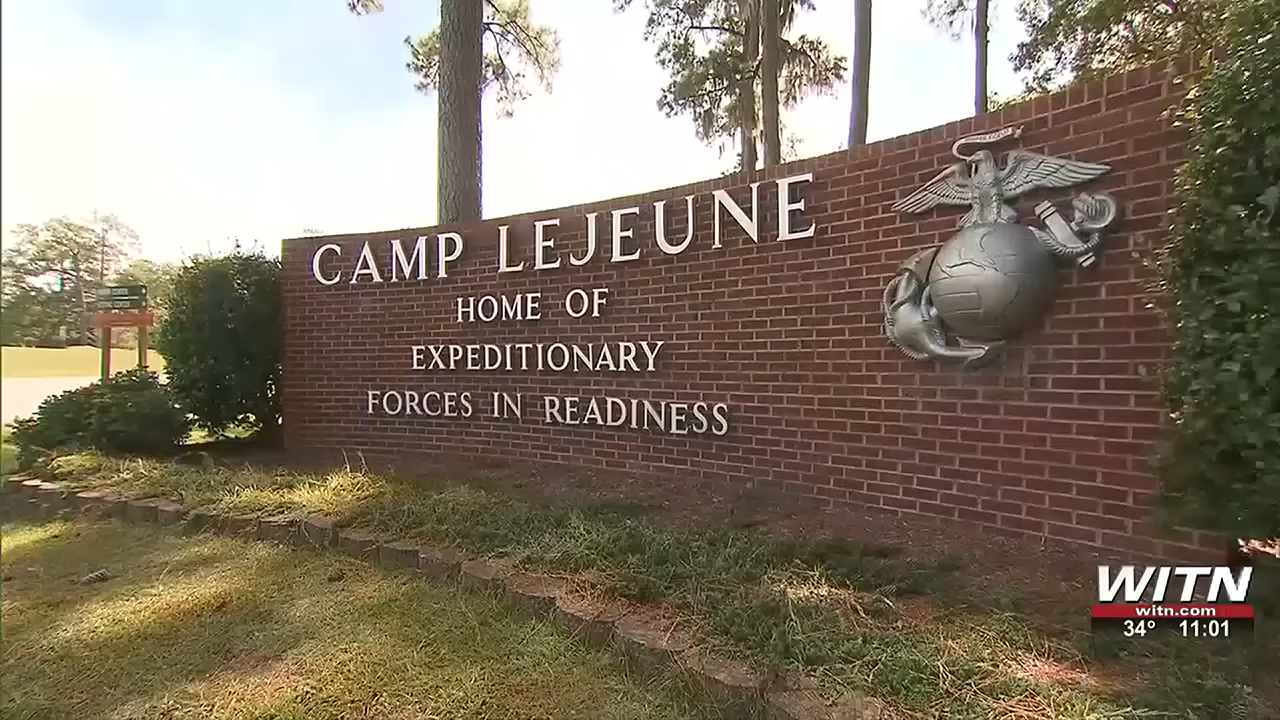 CAMP LEJEUNE
HOME OF
EXPEDITIONARY
FORCES IN READINESS
WITN
witn.com
34° 11:01